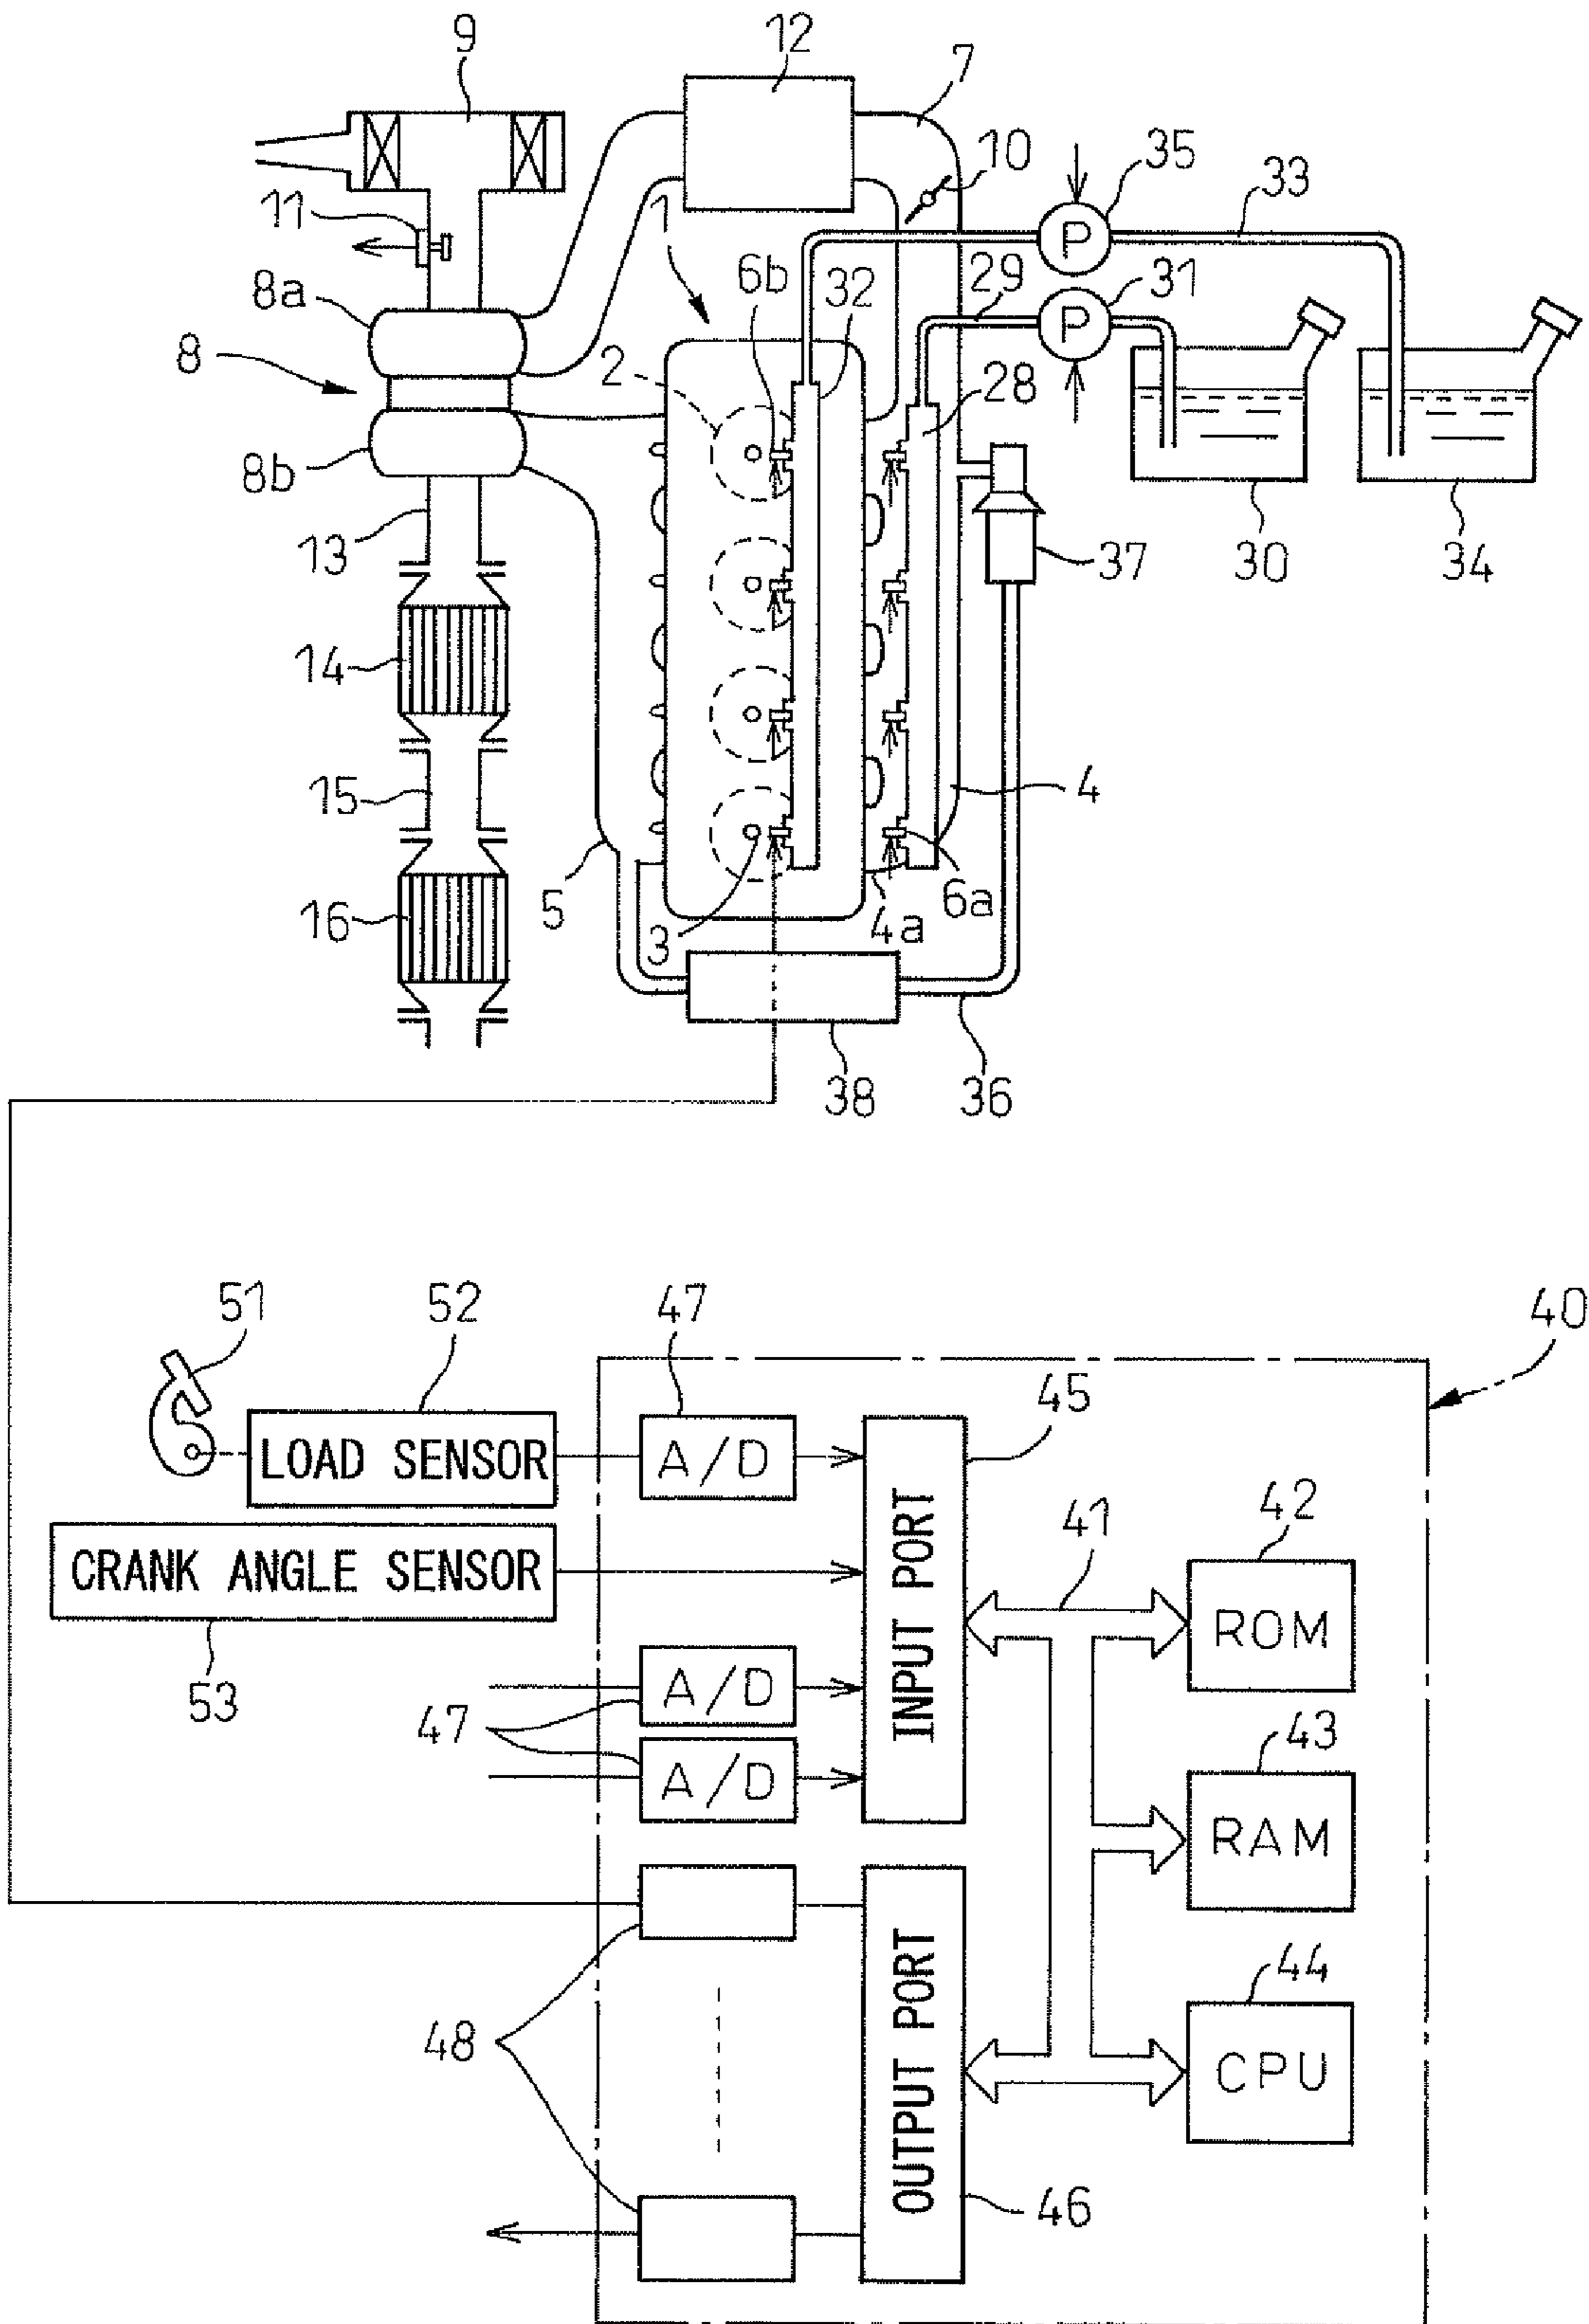 9
12
7
10
35
33
11
1
6b
32
29
31
P
P
8a
8
2
28
8b
13
37
30
34
14
15
4
5
16
3
4a
6a
38
36
51
52
47
40
45
LOAD SENSOR
A/D
42
41
CRANK ANGLE SENSOR
INPUT PORT
ROM
53
A/D
47
43
A/D
RAM
44
48
OUTPUT PORT
CPU
46